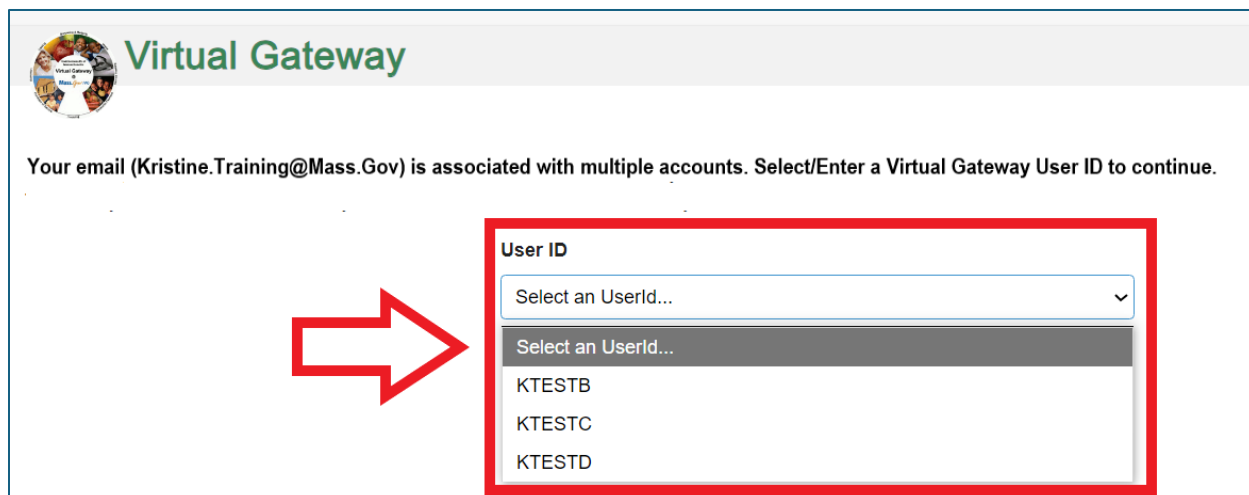 Virtual Gateway
Your email (Kristine.Training@Mass.Gov) is associated with multiple accounts. Select/Enter a Virtual Gateway User ID to continue.
User ID
Select an UserId...
Select an UserId...
KTESTB
KTESTC
KTESTD